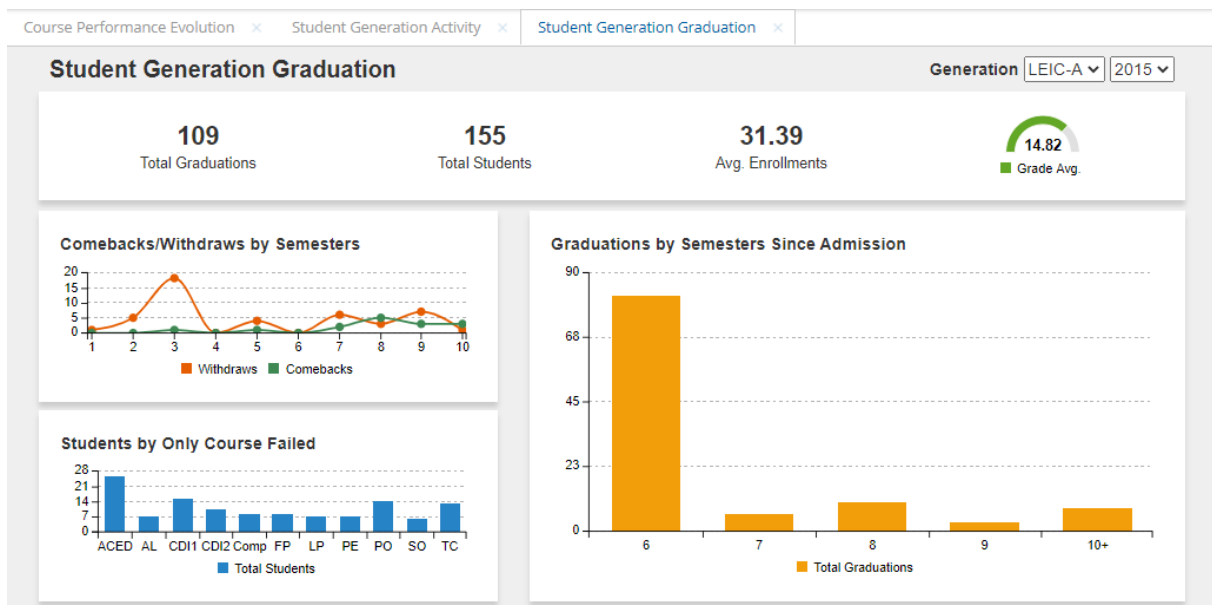 Course Performance Evolution × Student Generation Activity × Student Generation Graduation ×
Student Generation Graduation
Generation LEIC-A 2015
109
Total Graduations
155
Total Students
31.39
Avg. Enrollments
14.82
Grade Avg.
Comebacks/Withdraws by Semesters
20
15
10
5
0
1 2 3 4 5 6 7 8 9 10
Withdraws Comebacks
Students by Only Course Failed
28
21
14
7
0
ACED AL CDI1 CDI2 Comp FP LP PE PO SO TC
Total Students
Graduations by Semesters Since Admission
90
68
45
23
0
6 7 8 9 10+
Total Graduations